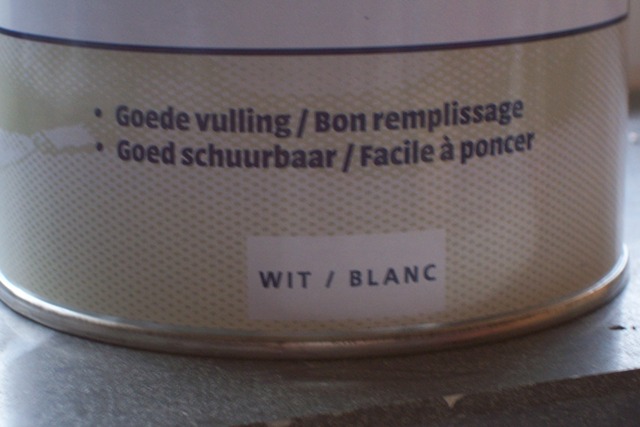 • Goede vulling / Bon remplissage
• Goed schuurbaar / Facile à poncer
WIT / BLANC